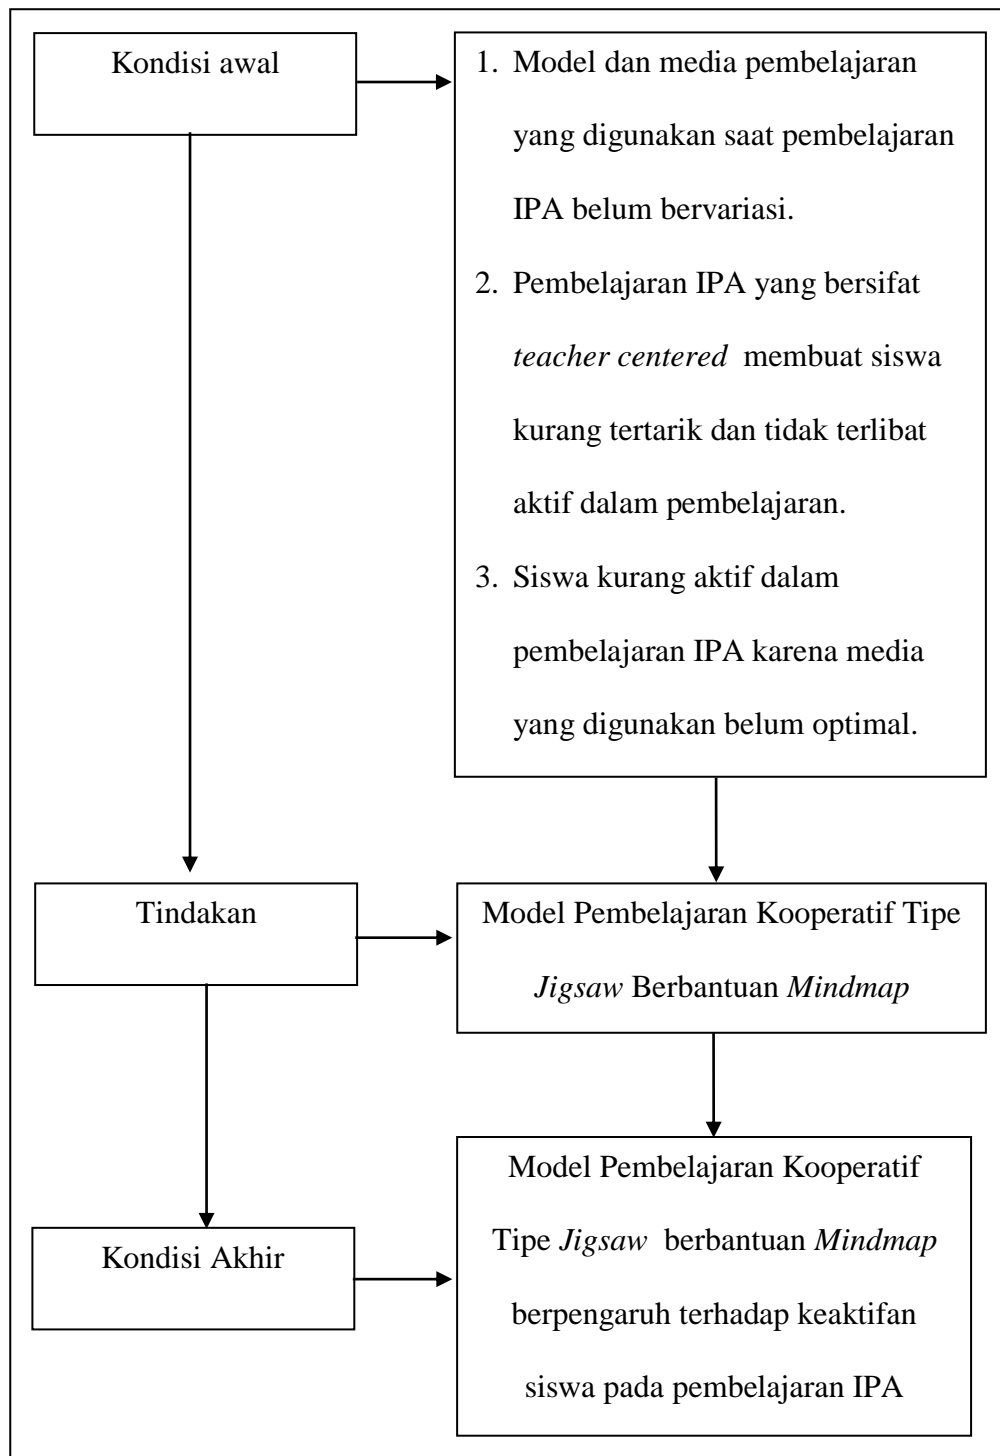 Kondisi awal
1. Model dan media pembelajaran
yang digunakan saat pembelajaran
IPA belum bervariasi.
2. Pembelajaran IPA yang bersifat
teacher centered membuat siswa
kurang tertarik dan tidak terlibat
aktif dalam pembelajaran.
3. Siswa kurang aktif dalam
pembelajaran IPA karena media
yang digunakan belum optimal.
Tindakan
Model Pembelajaran Kooperatif Tipe
Jigsaw Berbantuan Mindmap
Kondisi Akhir
Model Pembelajaran Kooperatif
Tipe Jigsaw berbantuan Mindmap
berpengaruh terhadap keaktifan
siswa pada pembelajaran IPA